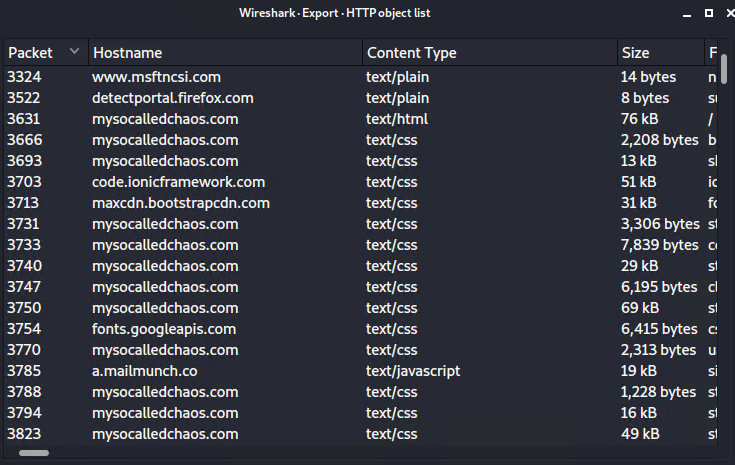 Wireshark · Export · HTTP object list
Packet Hostname Content Type Size F
3324 www.msftncsi.com text/plain 14 bytes n
3522 detectportal.firefox.com text/plain 8 bytes su
3631 mysocalledchaos.com text/html 76 kB /
3666 mysocalledchaos.com text/css 2,208 bytes b
3693 mysocalledchaos.com text/css 13 kB sl
3703 code.ionicframework.com text/css 51 kB ic
3713 maxcdn.bootstrapcdn.com text/css 31 kB fo
3731 mysocalledchaos.com text/css 3,306 bytes st
3733 mysocalledchaos.com text/css 7,839 bytes co
3740 mysocalledchaos.com text/css 29 kB st
3747 mysocalledchaos.com text/css 6,195 bytes cl
3750 mysocalledchaos.com text/css 69 kB st
3754 fonts.googleapis.com text/css 6,415 bytes cs
3770 mysocalledchaos.com text/css 2,313 bytes u
3785 a.mailmunch.co text/javascript 19 kB si
3788 mysocalledchaos.com text/css 1,228 bytes st
3794 mysocalledchaos.com text/css 16 kB st
3823 mysocalledchaos.com text/css 49 kB st